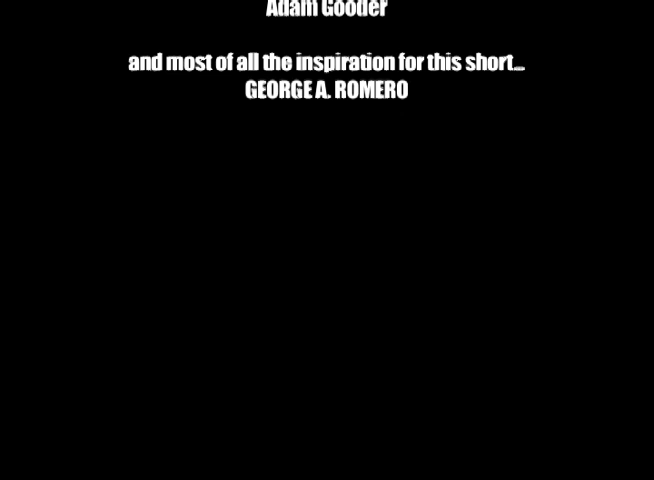 Adam Gooder
and most of all the inspiration for this short...
GEORGE A. ROMERO